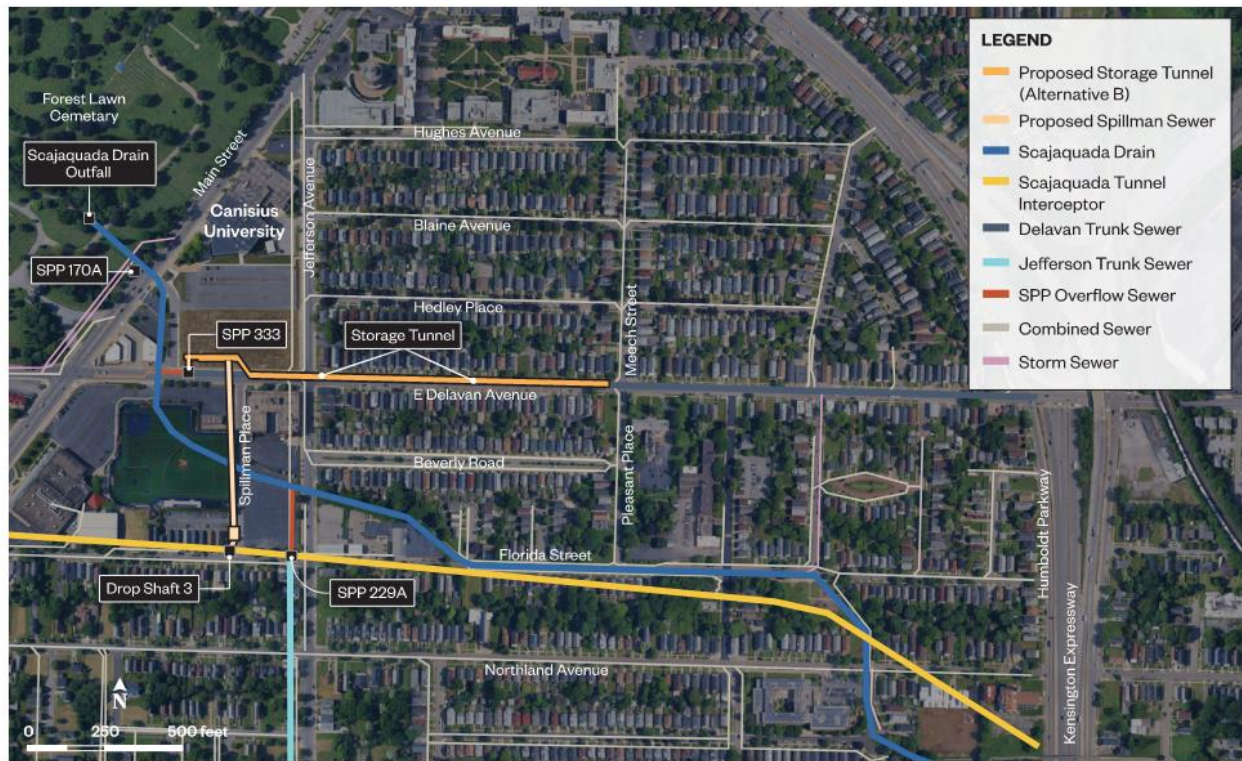 LEGEND
Proposed Storage Tunnel
(Alternative B)
Proposed Spillman Sewer
Scajaquada Drain
Scajaquada Tunnel
Interceptor
Delavan Trunk Sewer
Jefferson Trunk Sewer
SPP Overflow Sewer
Combined Sewer
Storm Sewer
Forest Lawn
Cemetary
Scajaquada Drain
Outfall
Main Street
Hughes Avenue
Canisius
University
Jefferson Avenue
Blaine Avenue
SPP 170A
Hedley Place
Meech Street
SPP 333
Storage Tunnel
E Delavan Avenue
Spillman Place
Beverly Road
Pleasant Place
Florida Street
Humboldt Parkway
Drop Shaft 3
SPP 229A
Northland Avenue
Kensington Expressway
N
0 250 500 feet